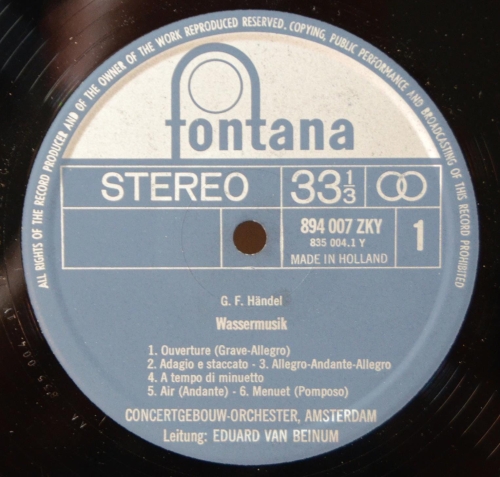 ALL RIGHTS OF THE RECORD PRODUCER AND OF THE OWNER OF THE WORK REPRODUCED RESERVED. COPYING, PUBLIC PERFORMANCE AND BROADCASTING OF THIS RECORD PROHIBITED
fontana
STEREO 33 1/3
894 007 ZKY
835 004.1 Y
MADE IN HOLLAND
1
G. F. Händel
Wassermusik
1. Ouverture (Grave-Allegro)
2. Adagio e staccato - 3. Allegro-Andante-Allegro
4. A tempo di minuetto
5. Air (Andante) - 6. Menuet (Pomposo)
CONCERTGEBOUW-ORCHESTER, AMSTERDAM
Leitung: EDUARD VAN BEINUM